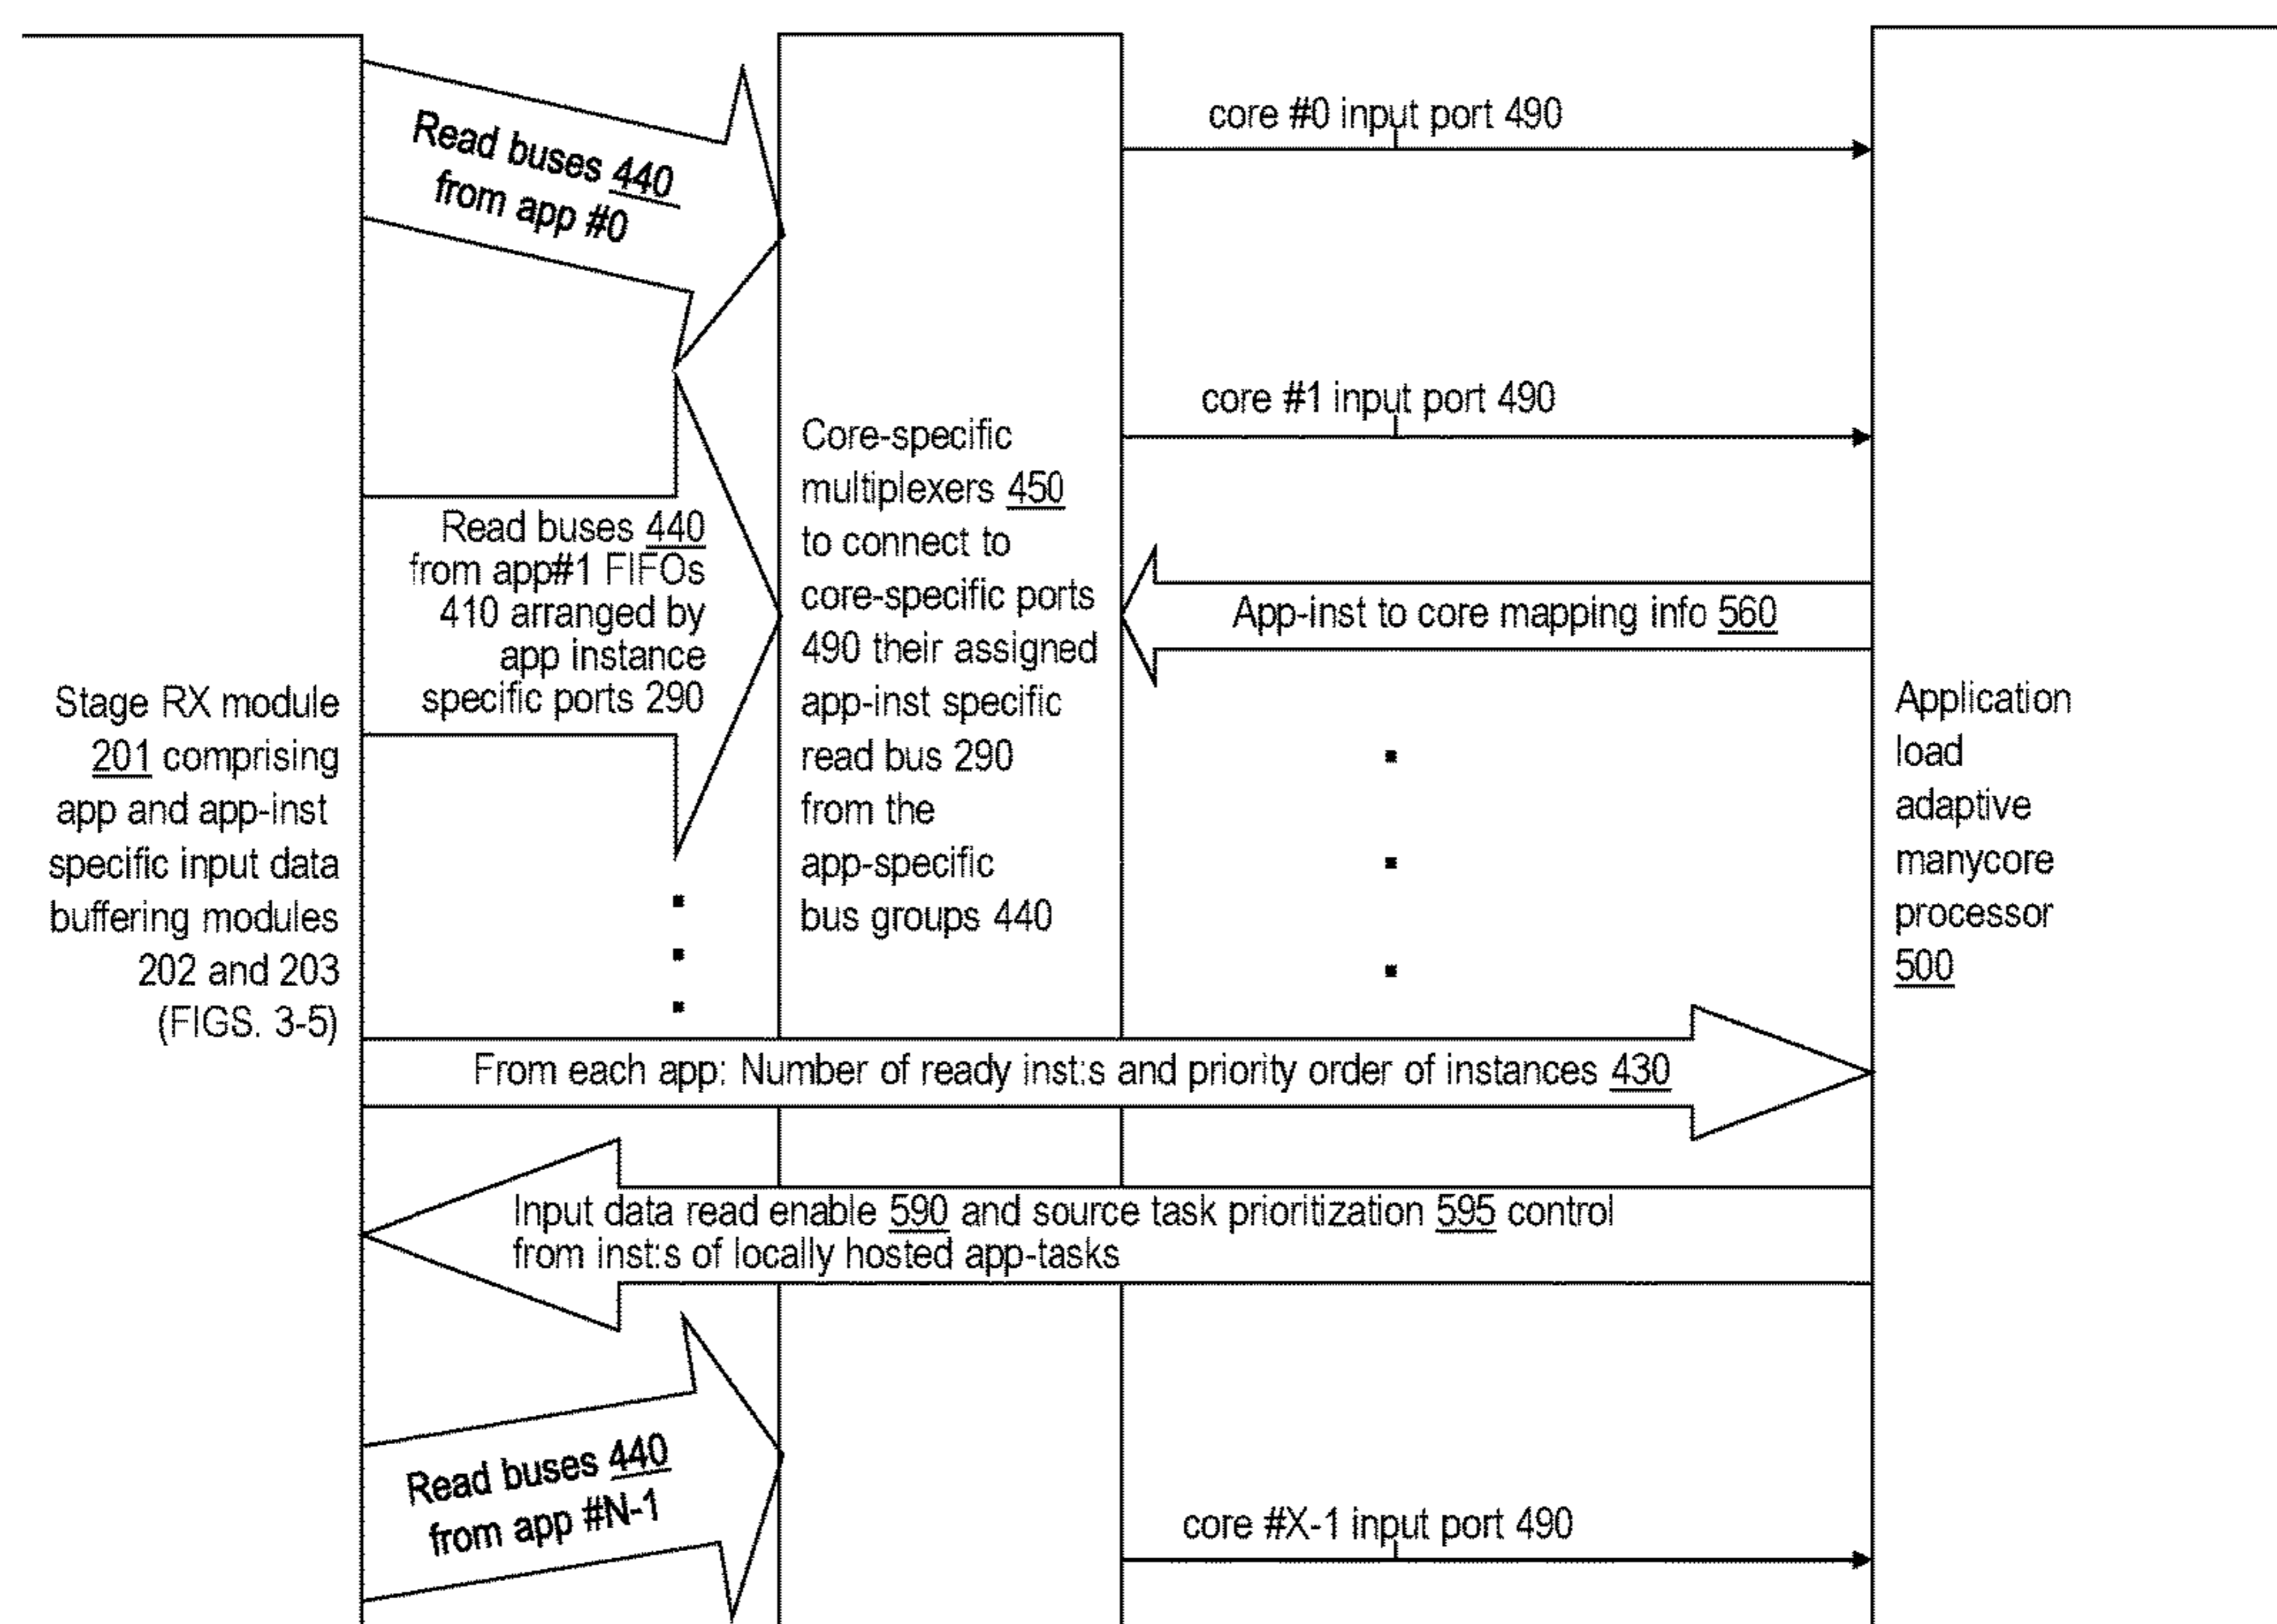 Read buses 440
from app #0
core #0 input port 490
core #1 input port 490
Read buses 440
from app#1 FIFOs
410 arranged by
app instance
specific ports 290
Core-specific
multiplexers 450
to connect to
core-specific ports
490 their assigned
app-inst specific
read bus 290
from the
app-specific
bus groups 440
App-inst to core mapping info 560
Stage RX module
201 comprising
app and app-inst
specific input data
buffering modules
202 and 203
(FIGS. 3-5)
Application
load
adaptive
manycore
processor
500
From each app: Number of ready inst:s and priority order of instances 430
Input data read enable 590 and source task prioritization 595 control
from inst:s of locally hosted app-tasks
Read buses 440
from app #N-1
core #X-1 input port 490